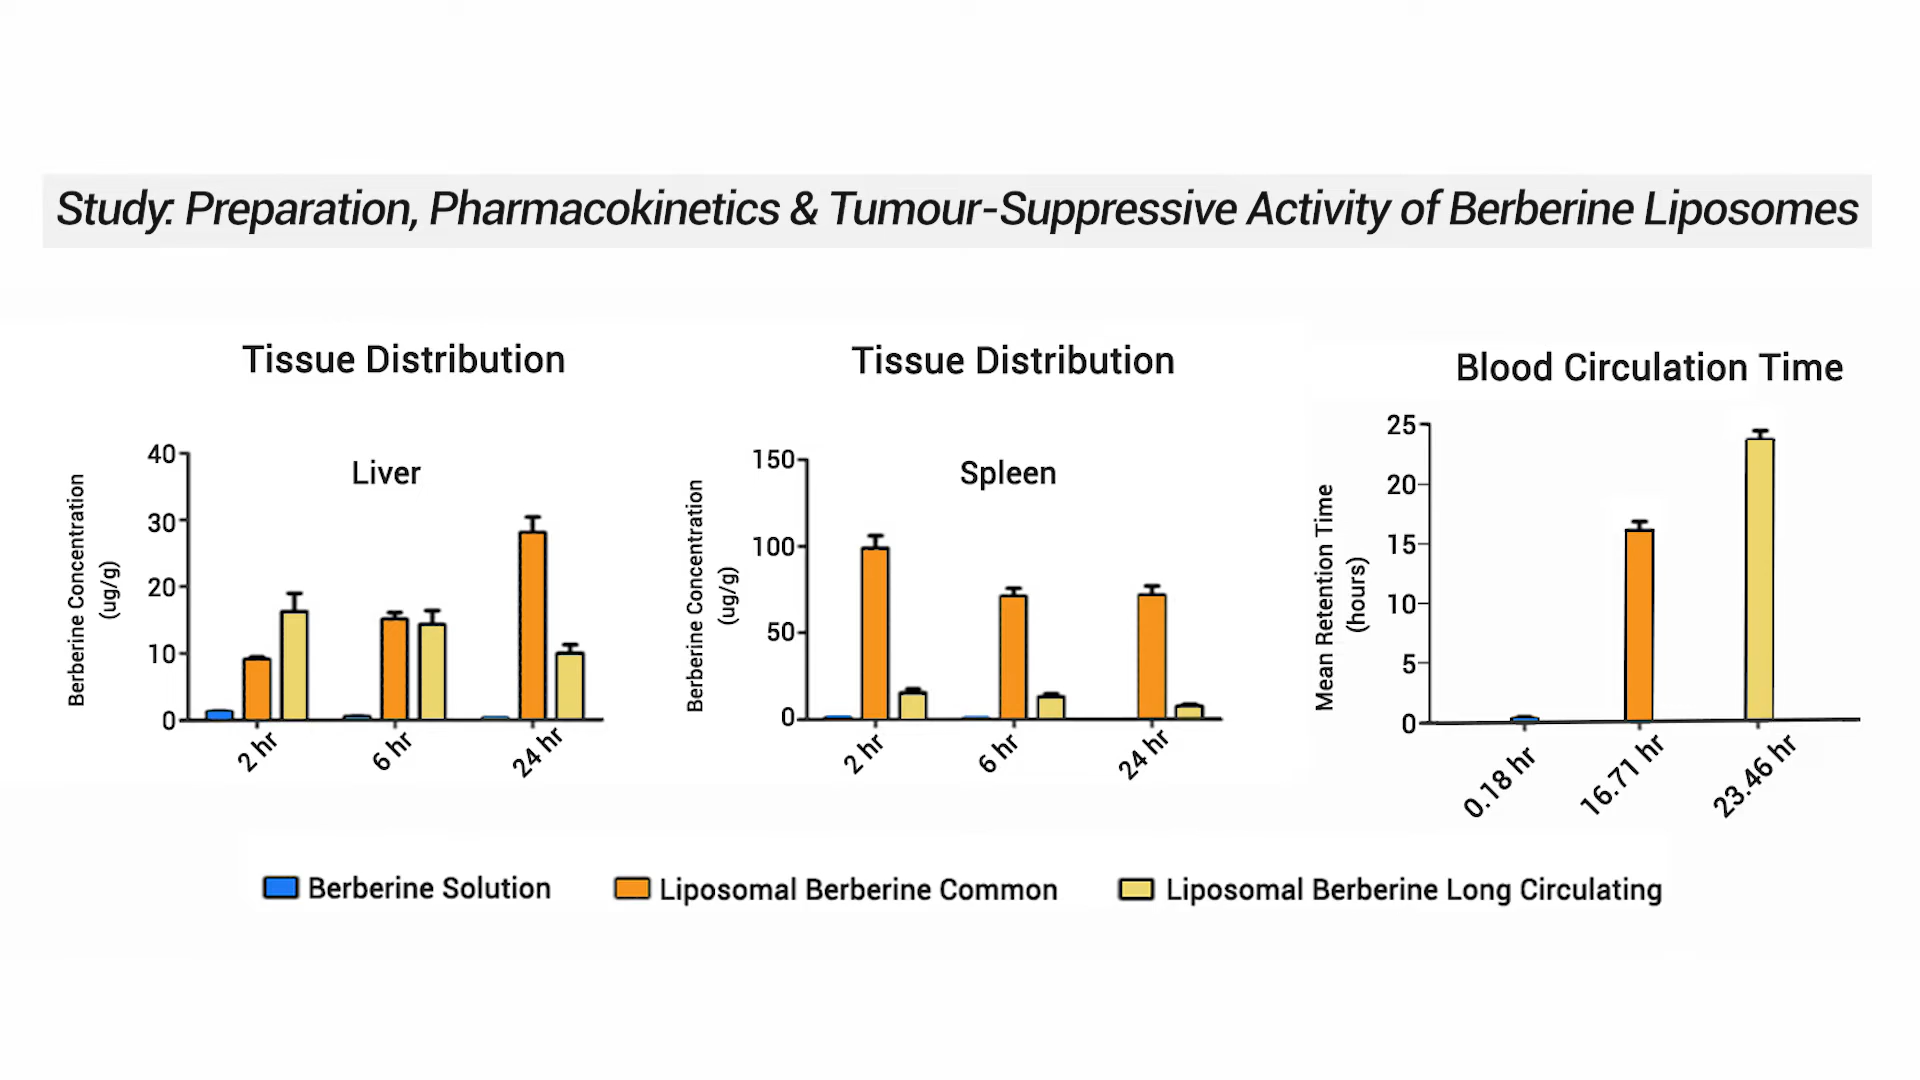 Study: Preparation, Pharmacokinetics & Tumour-Suppressive Activity of Berberine Liposomes
Tissue Distribution
Liver
Berberine Concentration
(ug/g)
40
30
20
10
0
2 hr
6 hr
24 hr
Tissue Distribution
Spleen
Berberine Concentration
(ug/g)
150
100
50
0
2 hr
6 hr
24 hr
Blood Circulation Time
Mean Retention Time
(hours)
25
20
15
10
5
0
0.18 hr
16.71 hr
23.46 hr
Berberine Solution
Liposomal Berberine Common
Liposomal Berberine Long Circulating